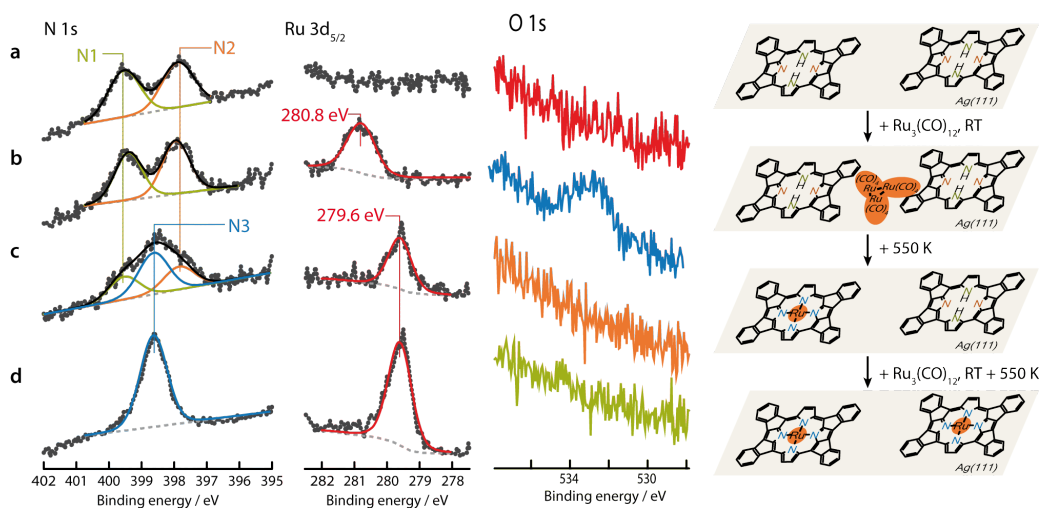 N 1s
Ru 3d5/2
O 1s
a
N1
N2
280.8 eV
b
279.6 eV
N3
c
d
402 401 400 399 398 397 396 395
Binding energy / eV
282 281 280 279 278
Binding energy / eV
534 530
Binding energy / eV
N H N N H N
N H N N H N
Ag(111)
+ Ru3(CO)12, RT
N H N N H N
(CO)4
Ru Ru(CO)4
Ru
(CO)4
N H N N H N
Ag(111)
+ 550 K
N N Ru N N
N H N N H N
Ag(111)
+ Ru3(CO)12, RT + 550 K
N N Ru N N
N N Ru N N
Ag(111)